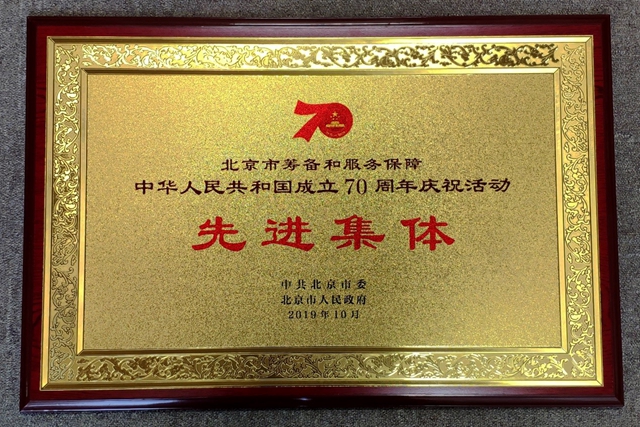 70
北京市筹备和服务保障
中华人民共和国成立70周年庆祝活动
先进集体
中共北京市委
北京市人民政府
2019年10月